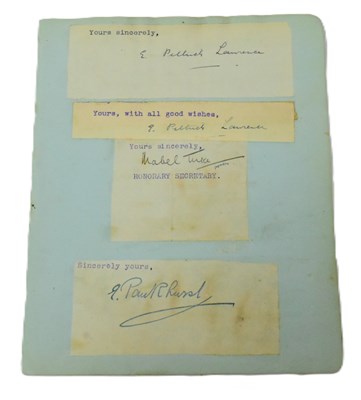 Yours sincerely,
E. Pethick Lawrence
Yours, with all good wishes,
E. Pethick Lawrence
Yours sincerely,
Mabel Tuke
HONORARY SECRETARY.
Sincerely yours,
E. Pankhurst